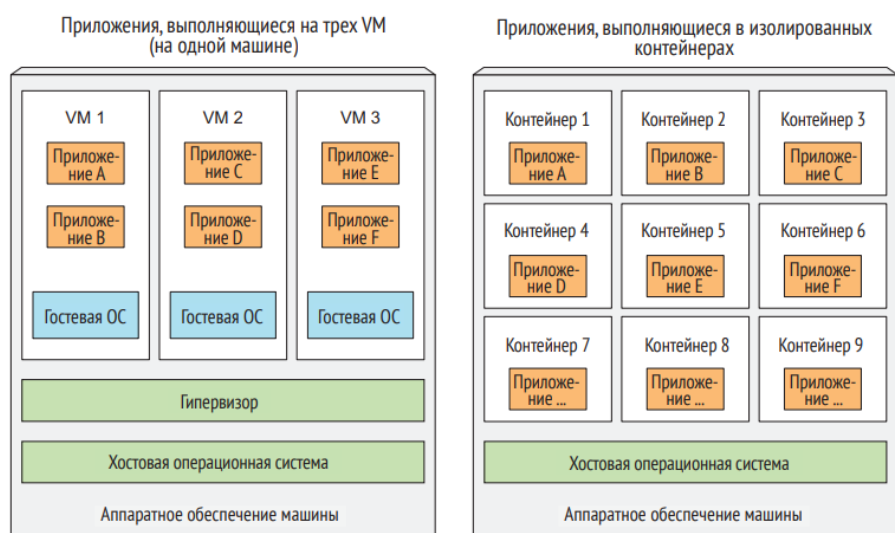 Приложения, выполняющиеся на трех VM
(на одной машине)
VM 1
VM 2
VM 3
Приложе-
ние A
Приложе-
ние C
Приложе-
ние E
Приложе-
ние B
Приложе-
ние D
Приложе-
ние F
Гостевая ОС
Гостевая ОС
Гостевая ОС
Гипервизор
Хостовая операционная система
Аппаратное обеспечение машины
Приложения, выполняющиеся в изолированных
контейнерах
Контейнер 1
Контейнер 2
Контейнер 3
Приложе-
ние A
Приложе-
ние B
Приложе-
ние C
Контейнер 4
Контейнер 5
Контейнер 6
Приложе-
ние D
Приложе-
ние E
Приложе-
ние F
Контейнер 7
Контейнер 8
Контейнер 9
Приложе-
ние ...
Приложе-
ние ...
Приложе-
ние ...
Хостовая операционная система
Аппаратное обеспечение машины